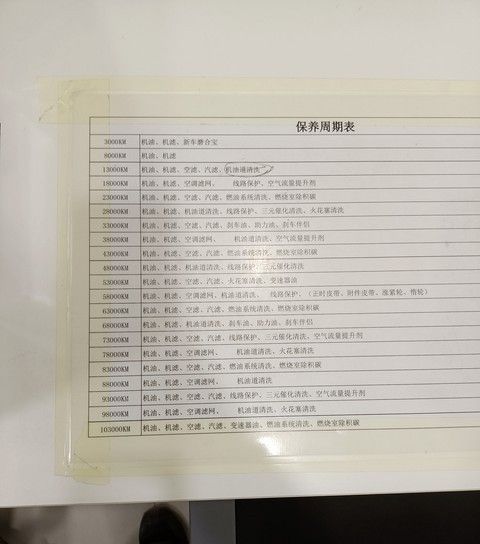 保养周期表
3000KM 机油、机滤、新车磨合宝
8000KM 机油、机滤
13000KM 机油、机滤、空滤、汽滤、机油道清洗
18000KM 机油、机滤、空调滤网、 线路保护、空气流量提升剂
23000KM 机油、机滤、空滤、汽滤、燃油系统清洗、燃烧室除积碳
28000KM 机油、机滤、机油道清洗、线路保护、三元催化清洗、火花塞清洗
33000KM 机油、机滤、空滤、汽滤、刹车油、助力油、刹车伴侣
38000KM 机油、机滤、空调滤网、 机油道清洗、空气流量提升剂
43000KM 机油、机滤、空滤、汽滤、燃油系统清洗、燃烧室除积碳
48000KM 机油、机滤、机油道清洗、线路保护、三元催化清洗
53000KM 机油、机滤、空滤、汽滤、火花塞清洗、变速器油
58000KM 机油、机滤、空调滤网、机油道清洗、 线路保护、（正时皮带、附件皮带、涨紧轮、惰轮）
63000KM 机油、机滤、空滤、汽滤、燃油系统清洗、燃烧室除积碳
68000KM 机油、机滤、机油道清洗、刹车油、助力油、刹车伴侣
73000KM 机油、机滤、空滤、汽滤、线路保护、三元催化清洗、空气流量提升剂
78000KM 机油、机滤、空调滤网、 机油道清洗、火花塞清洗
83000KM 机油、机滤、空滤、汽滤、燃油系统清洗、燃烧室除积碳
88000KM 机油、机滤、空调滤网、 机油道清洗
93000KM 机油、机滤、空滤、汽滤、线路保护、三元催化清洗、空气流量提升剂
98000KM 机油、机滤、空调滤网、 机油道清洗、火花塞清洗
103000KM 机油、机滤、空滤、汽滤、变速器油、燃油系统清洗、燃烧室除积碳